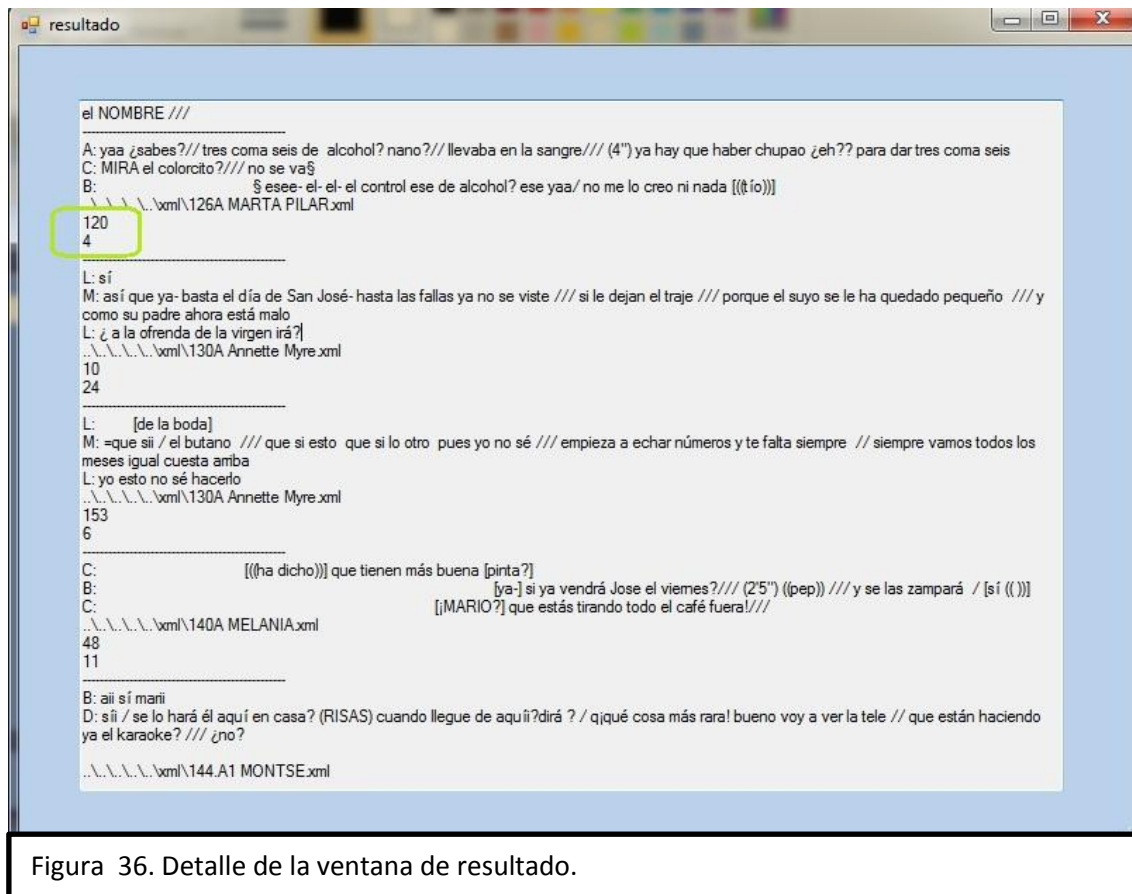 resultado
el NOMBRE ///
A: yaa ¿sabes?// tres coma seis de alcohol? nano?// llevaba en la sangre/// (4") ya hay que haber chupao ¿eh?? para dar tres coma seis
C: MIRA el colorcito?/// no se va§
B: § esee- el- el- el control ese de alcohol? ese yaa/ no me lo creo ni nada [((tío))]
..\..\..\..\..\xml\126A MARTA PILAR.xml
120
4
L: sí
M: así que ya- basta el día de San José- hasta las fallas ya no se viste /// si le dejan el traje /// porque el suyo se le ha quedado pequeño /// y
como su padre ahora está malo
L: ¿ a la ofrenda de la virgen irá?
..\..\..\..\..\xml\130A Annette Myre.xml
10
24
L: [de la boda]
M: =que sii / el butano /// que si esto que si lo otro pues yo no sé /// empieza a echar números y te falta siempre // siempre vamos todos los
meses igual cuesta arriba
L: yo esto no sé hacerlo
..\..\..\..\..\xml\130A Annette Myre.xml
153
6
C: [((ha dicho))] que tienen más buena [pinta?]
B: [ya-] si ya vendrá Jose el viernes?/// (2'5") ((pep)) /// y se las zampará / [sí (( ))]
C: [¡MARIO?] que estás tirando todo el café fuera!///
..\..\..\..\..\xml\140A MELANIA.xml
48
11
B: aii sí marii
D: síi / se lo hará él aquí en casa? (RISAS) cuando llegue de aquíi?dirá ? / q¡qué cosa más rara! bueno voy a ver la tele // que están haciendo
ya el karaoke? /// ¿no?
..\..\..\..\..\xml\144.A1 MONTSE.xml
Figura 36. Detalle de la ventana de resultado.